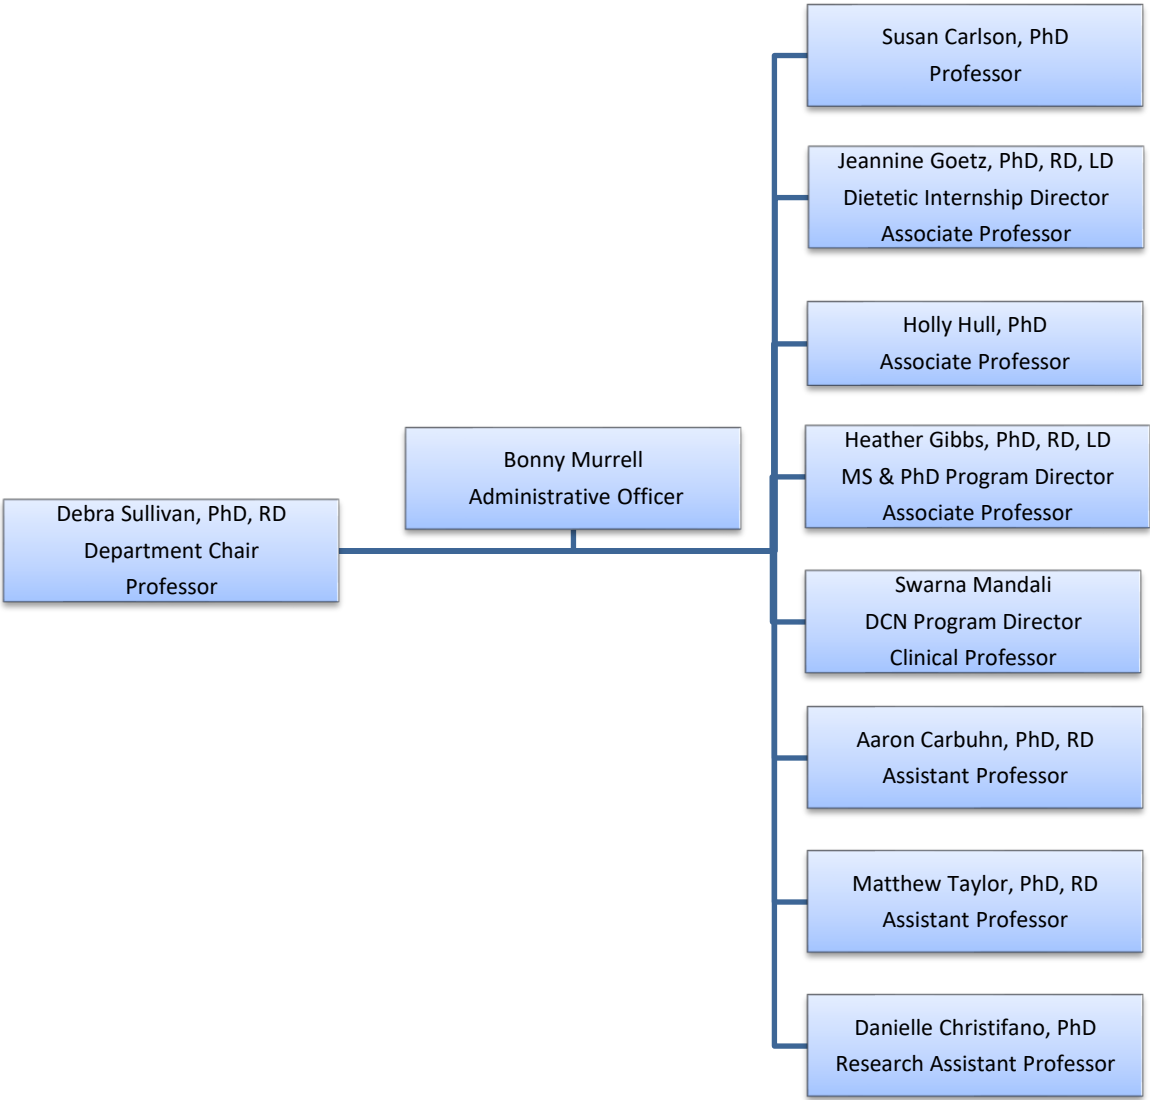 Debra Sullivan, PhD, RD
Department Chair
Professor
Bonny Murrell
Administrative Officer
Susan Carlson, PhD
Professor
Jeannine Goetz, PhD, RD, LD
Dietetic Internship Director
Associate Professor
Holly Hull, PhD
Associate Professor
Heather Gibbs, PhD, RD, LD
MS & PhD Program Director
Associate Professor
Swarna Mandali
DCN Program Director
Clinical Professor
Aaron Carbuhn, PhD, RD
Assistant Professor
Matthew Taylor, PhD, RD
Assistant Professor
Danielle Christifano, PhD
Research Assistant Professor